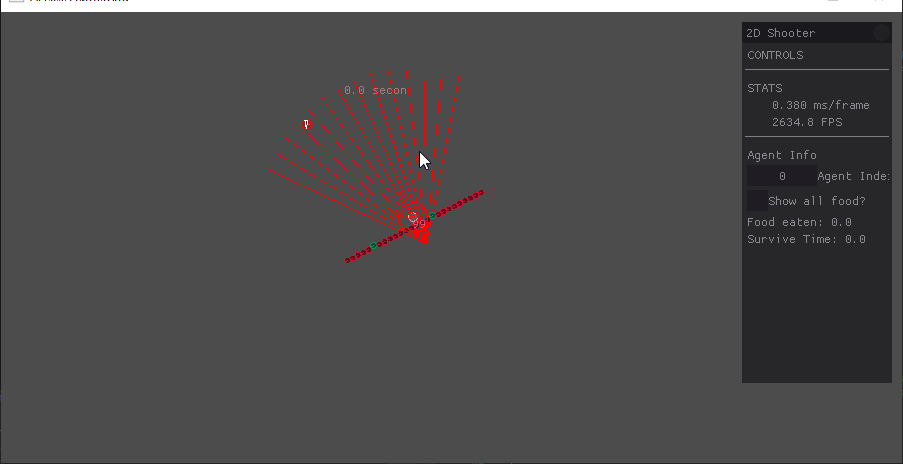 0.0 secon
2D Shooter
CONTROLS
STATS
0.380 ms/frame
2634.8 FPS
Agent Info
0 Agent Inde:
Show all food?
Food eaten: 0.0
Survive Time: 0.0